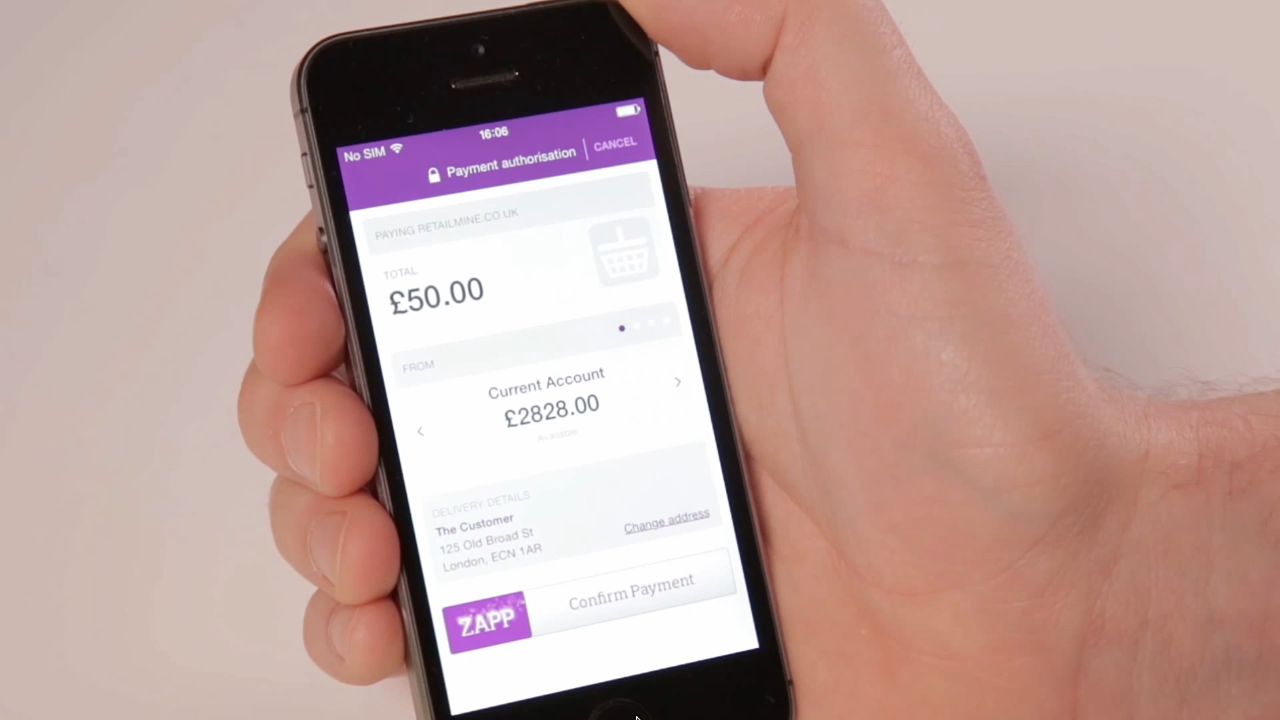 16:06
No SIM
Payment authorisation
CANCEL
PAYING RETAILMINE.CO.UK
TOTAL
£50.00
FROM
Current Account
£2828.00
Available
DELIVERY DETAILS
The Customer
125 Old Broad St
London, ECN 1AR
Change address
ZAPP
Confirm Payment